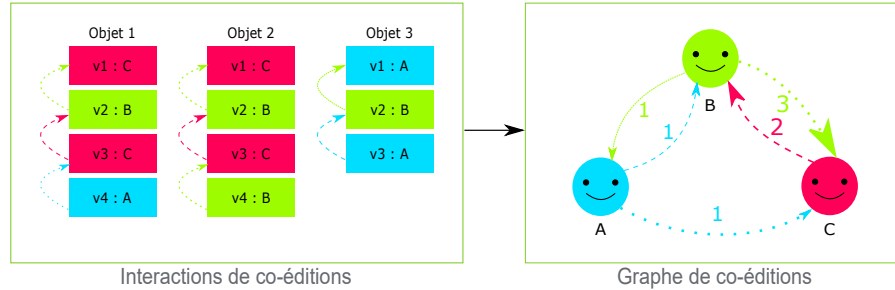 Objet 1
v1 : C
v2 : B
v3 : C
v4 : A
Objet 2
v1 : C
v2 : B
v3 : C
v4 : B
Objet 3
v1 : A
v2 : B
v3 : A
Interactions de co-éditions
B
1
1
3
2
A
1
C
Graphe de co-éditions